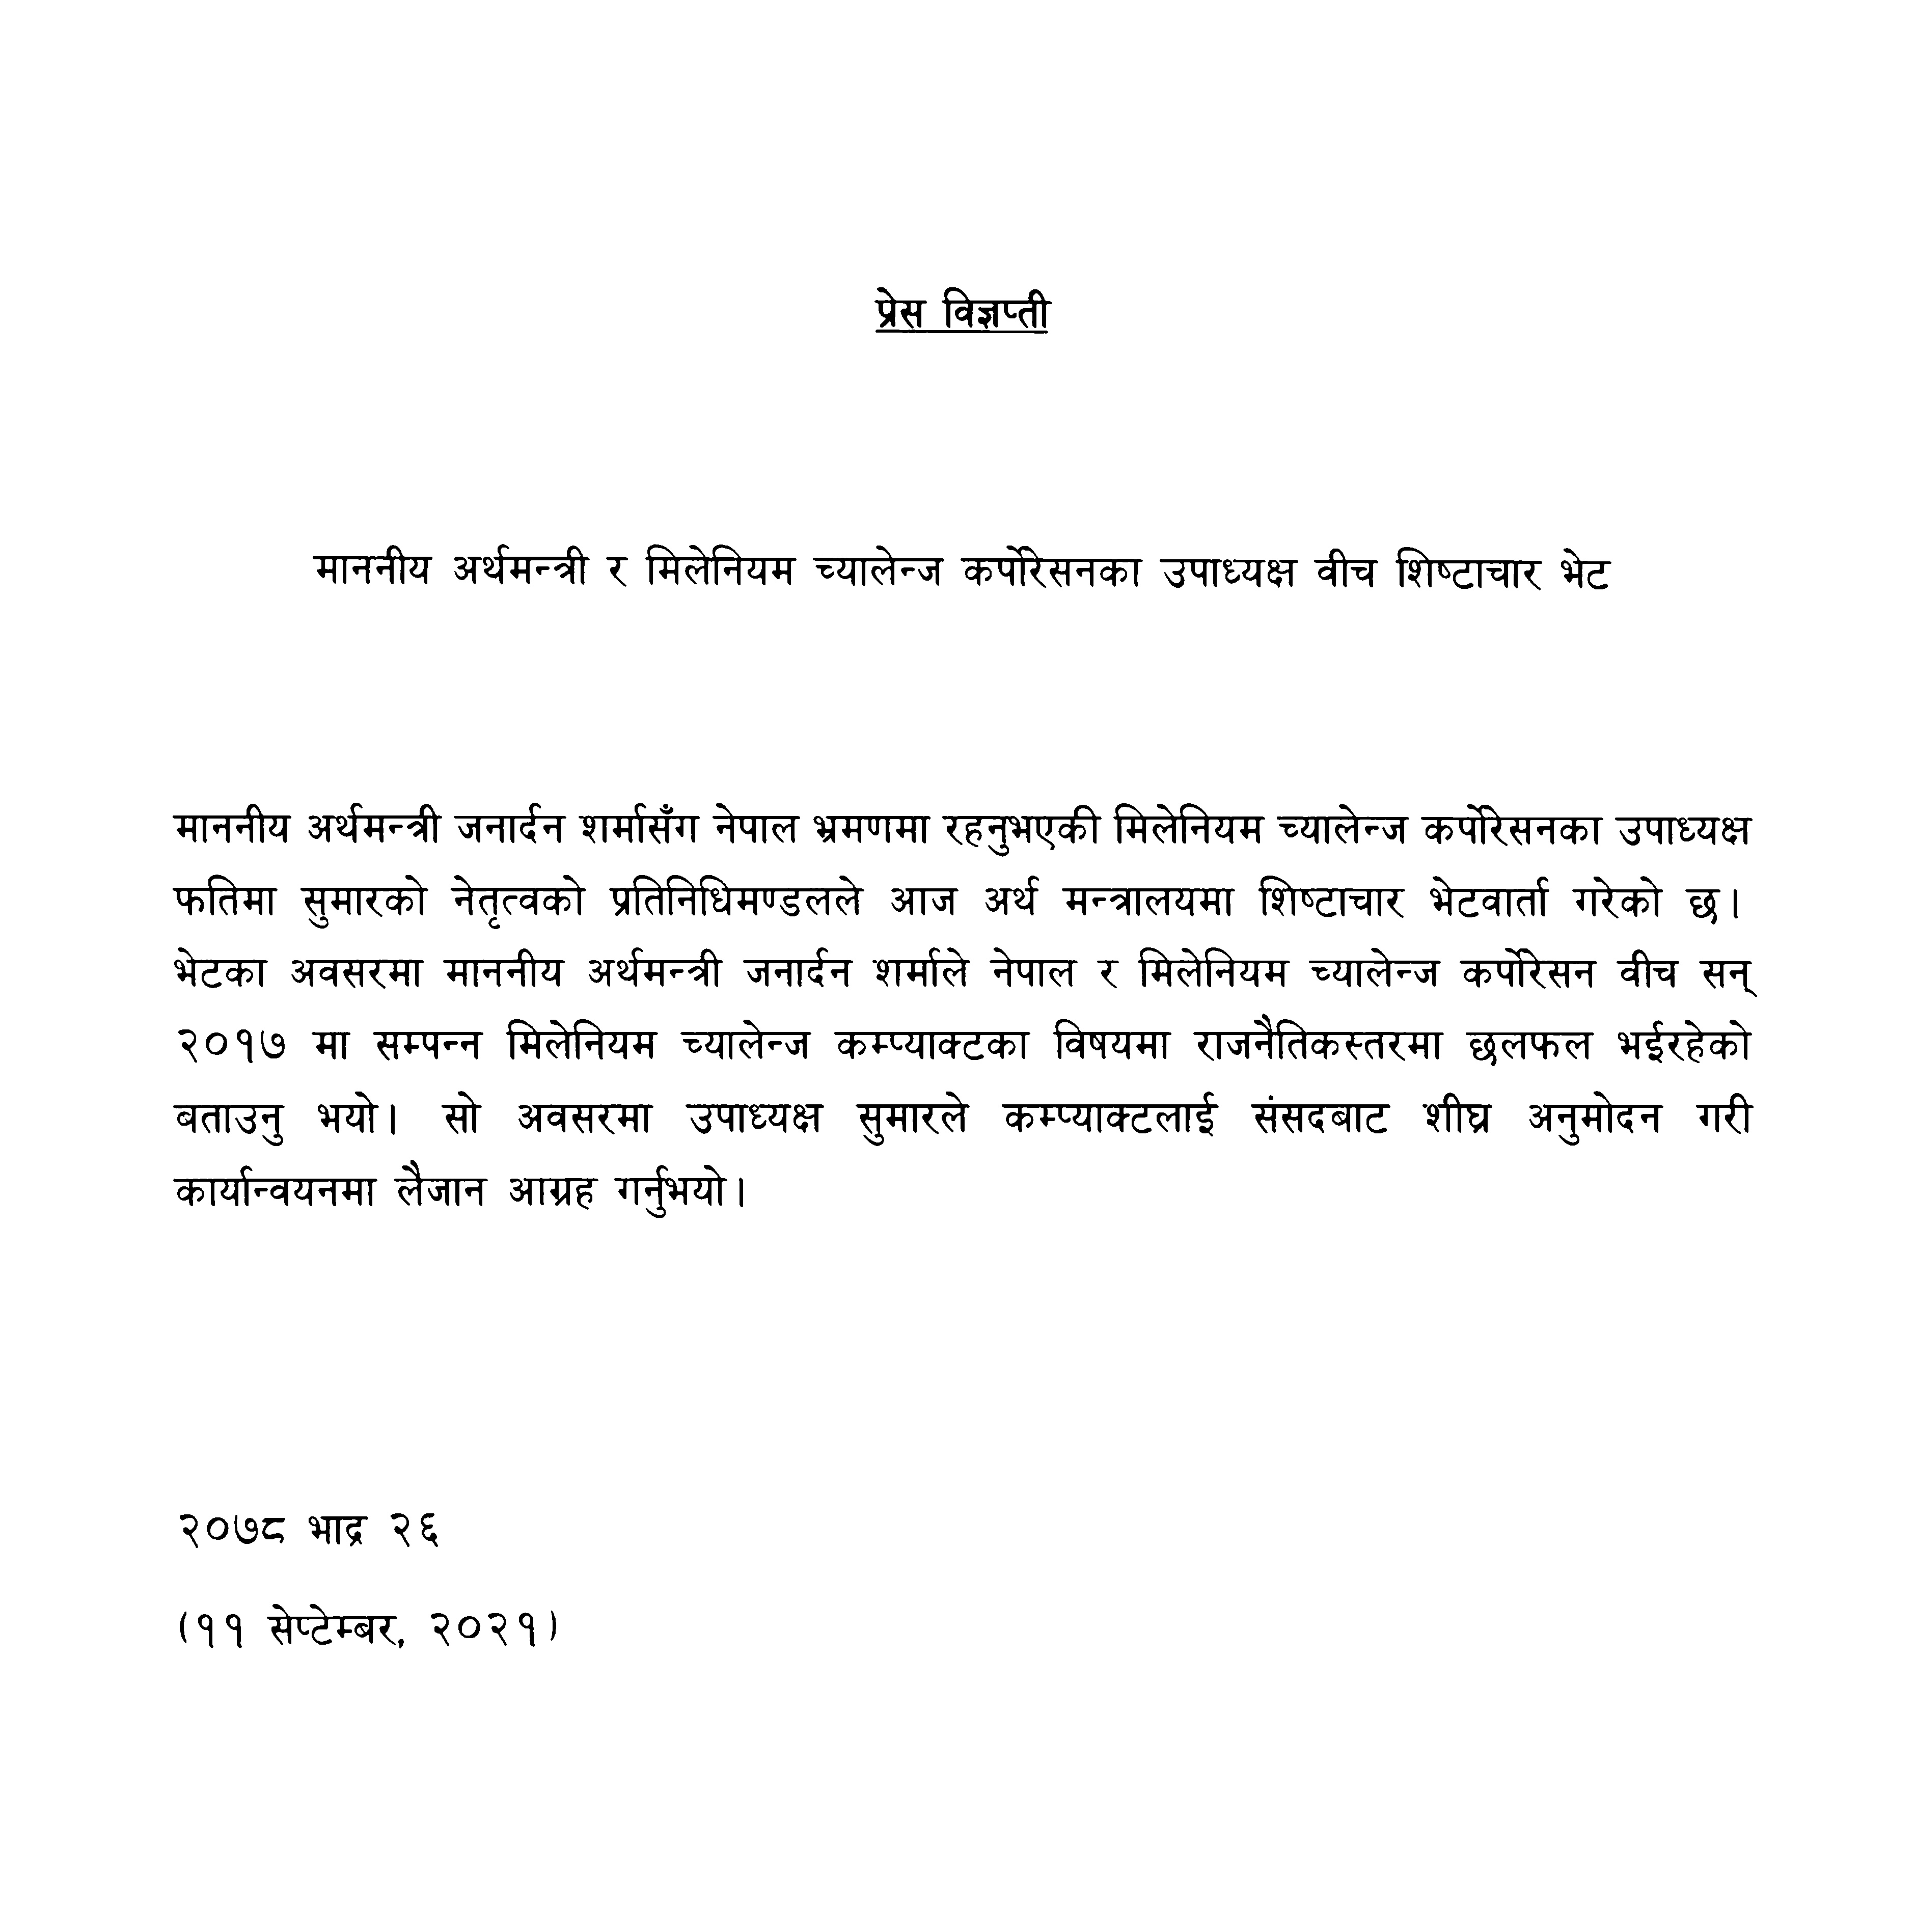 प्रेस विज्ञप्ती
माननीय अर्थमन्त्री र मिलेनियम च्यालेन्ज कर्पोरेसनका उपाध्यक्ष वीच शिष्टाचार भेट
माननीय अर्थमन्त्री जनार्दन शर्मासँग नेपाल भ्रमणमा रहनुभएकी मिलेनियम च्यालेन्ज कर्पोरेसनका उपाध्यक्ष
फतिमा सुमारको नेतृत्वको प्रतिनिधिमण्डलले आज अर्थ मन्त्रालयमा शिष्टाचार भेटवार्ता गरेको छ।
भेटका अवसरमा माननीय अर्थमन्त्री जनार्दन शर्माले नेपाल र मिलेनियम च्यालेन्ज कर्पोरेसन वीच सन्
२०१७ मा सम्पन्न मिलेनियम च्यालेन्ज कम्प्याक्टका विषयमा राजनैतिकस्तरमा छलफल भईरहेको
बताउनु भयो। सो अवसरमा उपाध्यक्ष सुमारले कम्प्याक्टलाई संसदबाट शीघ्र अनुमोदन गरी
कार्यान्वयनमा लैजान आग्रह गर्नुभयो।
२०७८ भाद्र २६
(११ सेप्टेम्बर, २०२१)